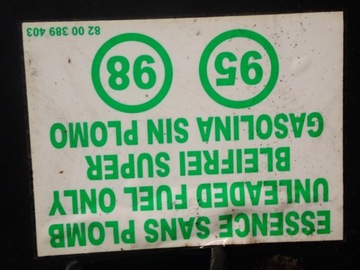 ESSENCE SANS PLOMB
UNLEADED FUEL ONLY
BLEIFREI SUPER
GASOLINA SIN PLOMO
95 98
82 00 389 403